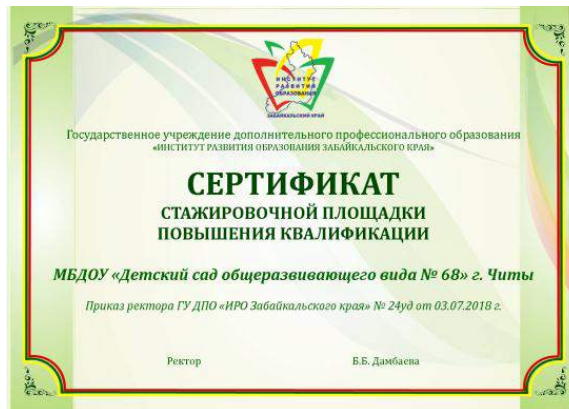 ИНСТИТУТ
РАЗВИТИЯ
ОБРАЗОВАНИЯ
ЗАБАЙКАЛЬСКИЙ КРАЙ
Государственное учреждение дополнительного профессионального образования
«ИНСТИТУТ РАЗВИТИЯ ОБРАЗОВАНИЯ ЗАБАЙКАЛЬСКОГО КРАЯ»
СЕРТИФИКАТ
СТАЖИРОВОЧНОЙ ПЛОЩАДКИ
ПОВЫШЕНИЯ КВАЛИФИКАЦИИ
МБДОУ «Детский сад общеразвивающего вида № 68» г. Читы
Приказ ректора ГУ ДПО «ИРО Забайкальского края» № 24уд от 03.07.2018 г.
Ректор Б.Б. Дамбаева